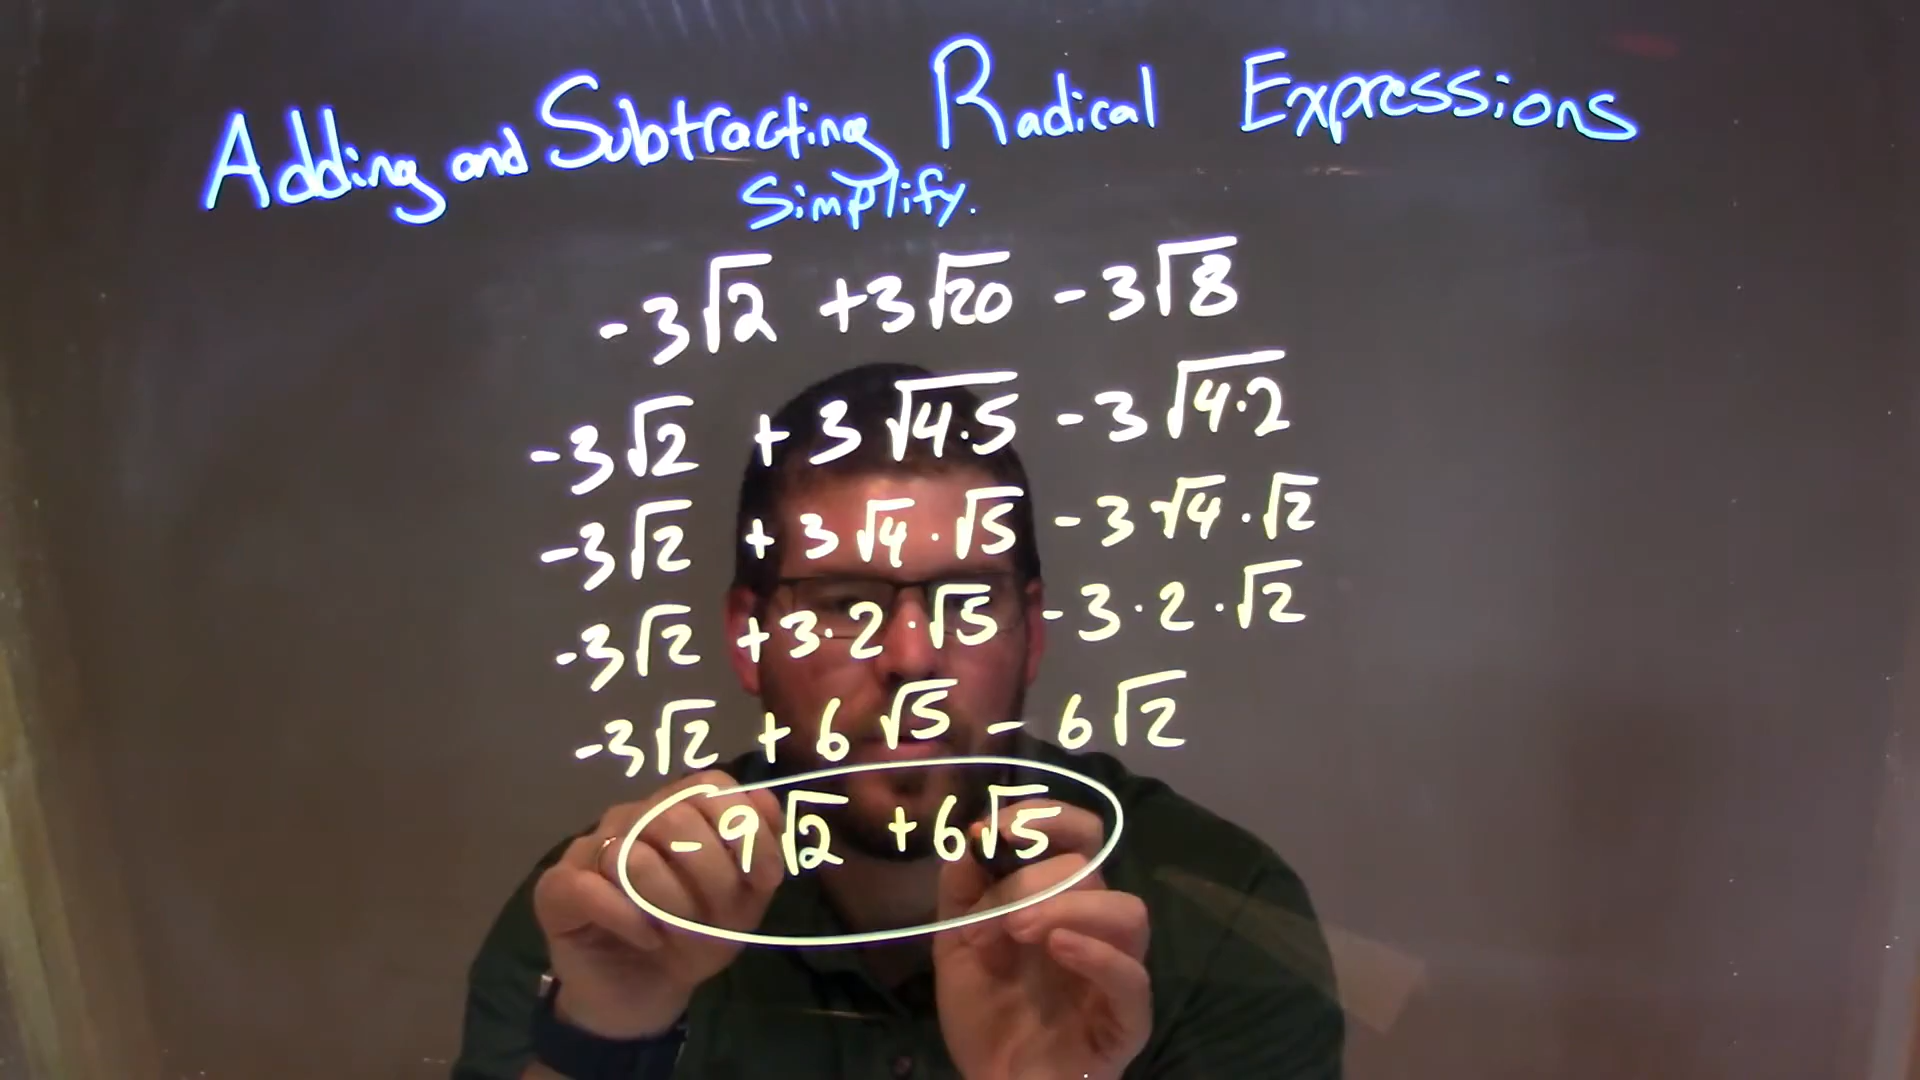 Adding and Subtracting Radical Expressions
Simplify.
-3√2 +3√20 -3√8
-3√2 + 3√4·5 -3√4·2
-3√2 + 3√4·√5 -3√4·√2
-3√2 +3·2·√5 -3·2·√2
-3√2 + 6√5 - 6√2
-9√2 +6√5